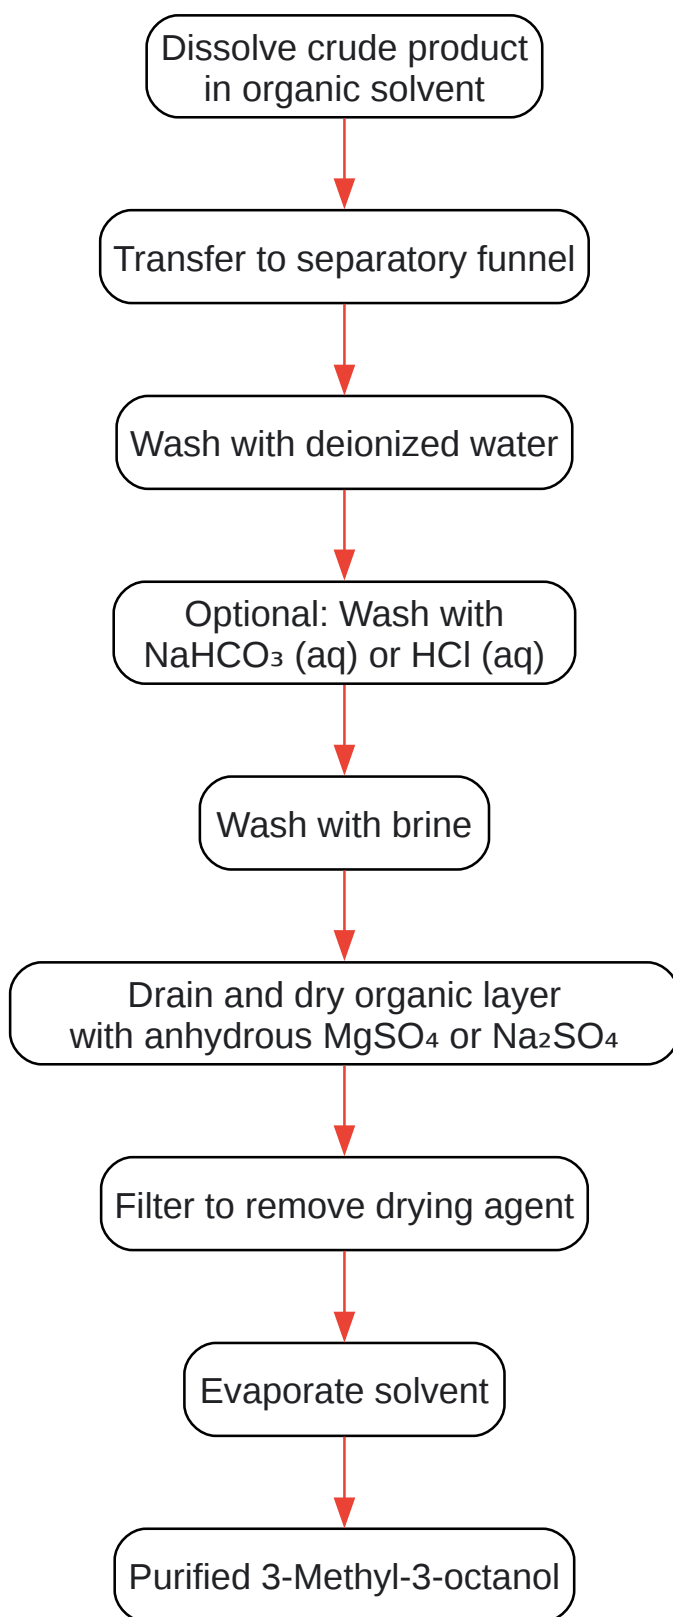 Dissolve crude product
in organic solvent
Transfer to separatory funnel
Wash with deionized water
Optional: Wash with
NaHCO₃ (aq) or HCl (aq)
Wash with brine
Drain and dry organic layer
with anhydrous MgSO₄ or Na₂SO₄
Filter to remove drying agent
Evaporate solvent
Purified 3-Methyl-3-octanol